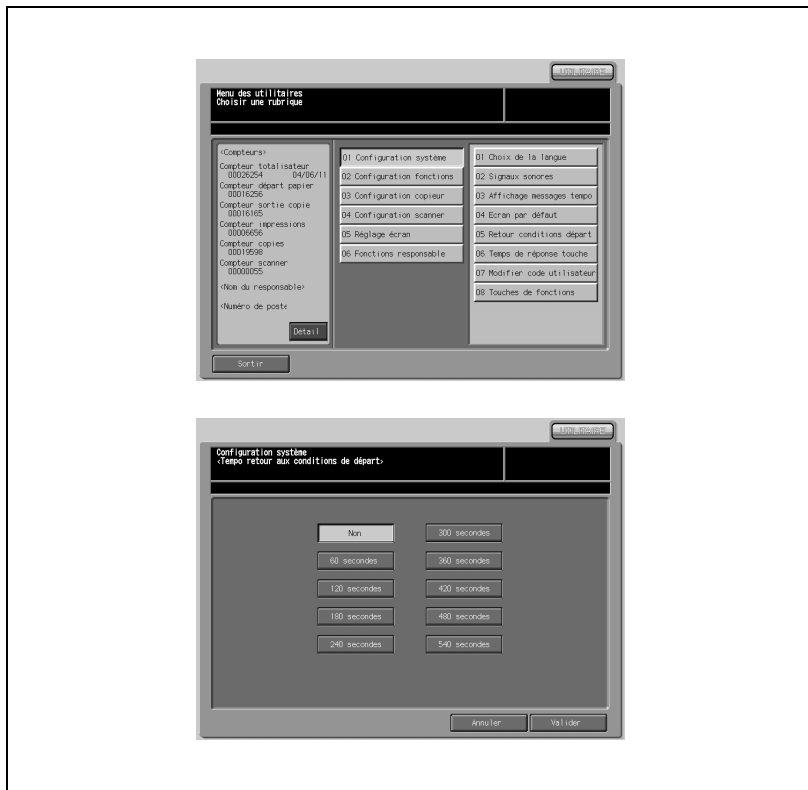 UTILITAIRE
Menu des utilitaires
Choisir une rubrique
<Compteurs>
Compteur totalisateur
00026254 04/06/11
Compteur départ papier
00016256
Compteur sortie copie
00016165
Compteur impressions
00006656
Compteur copies
00019598
Compteur scanner
00000055
<Nom du responsable>
<Numéro de poste
Détail
01 Configuration système
02 Configuration fonctions
03 Configuration copieur
04 Configuration scanner
05 Réglage écran
06 Fonctions responsable
01 Choix de la langue
02 Signaux sonores
03 Affichage messages tempo
04 Ecran par défaut
05 Retour conditions départ
06 Temps de réponse touche
07 Modifier code utilisateur
08 Touches de fonctions
Sortir
UTILITAIRE
Configuration système
<Tempo retour aux conditions de départ>
Non
60 secondes
120 secondes
180 secondes
240 secondes
300 secondes
360 secondes
420 secondes
480 secondes
540 secondes
Annuler
Valider